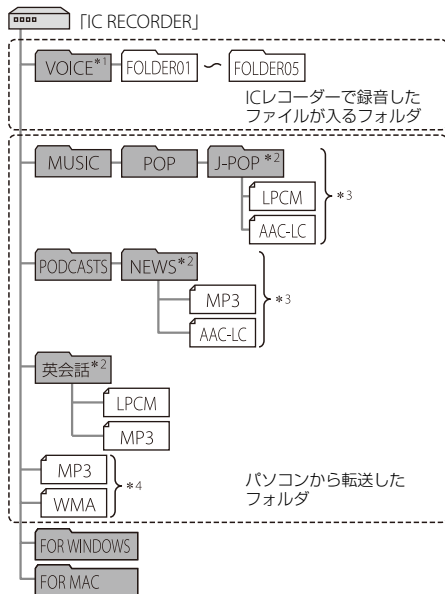 「IC RECORDER」
VOICE*1 FOLDER01 ～ FOLDER05
ICレコーダーで録音した
ファイルが入るフォルダ
MUSIC POP J-POP*2
LPCM
AAC-LC
*3
PODCASTS NEWS*2
MP3
AAC-LC
*3
英会話*2
LPCM
MP3
MP3
WMA
*4
パソコンから転送した
フォルダ
FOR WINDOWS
FOR MAC